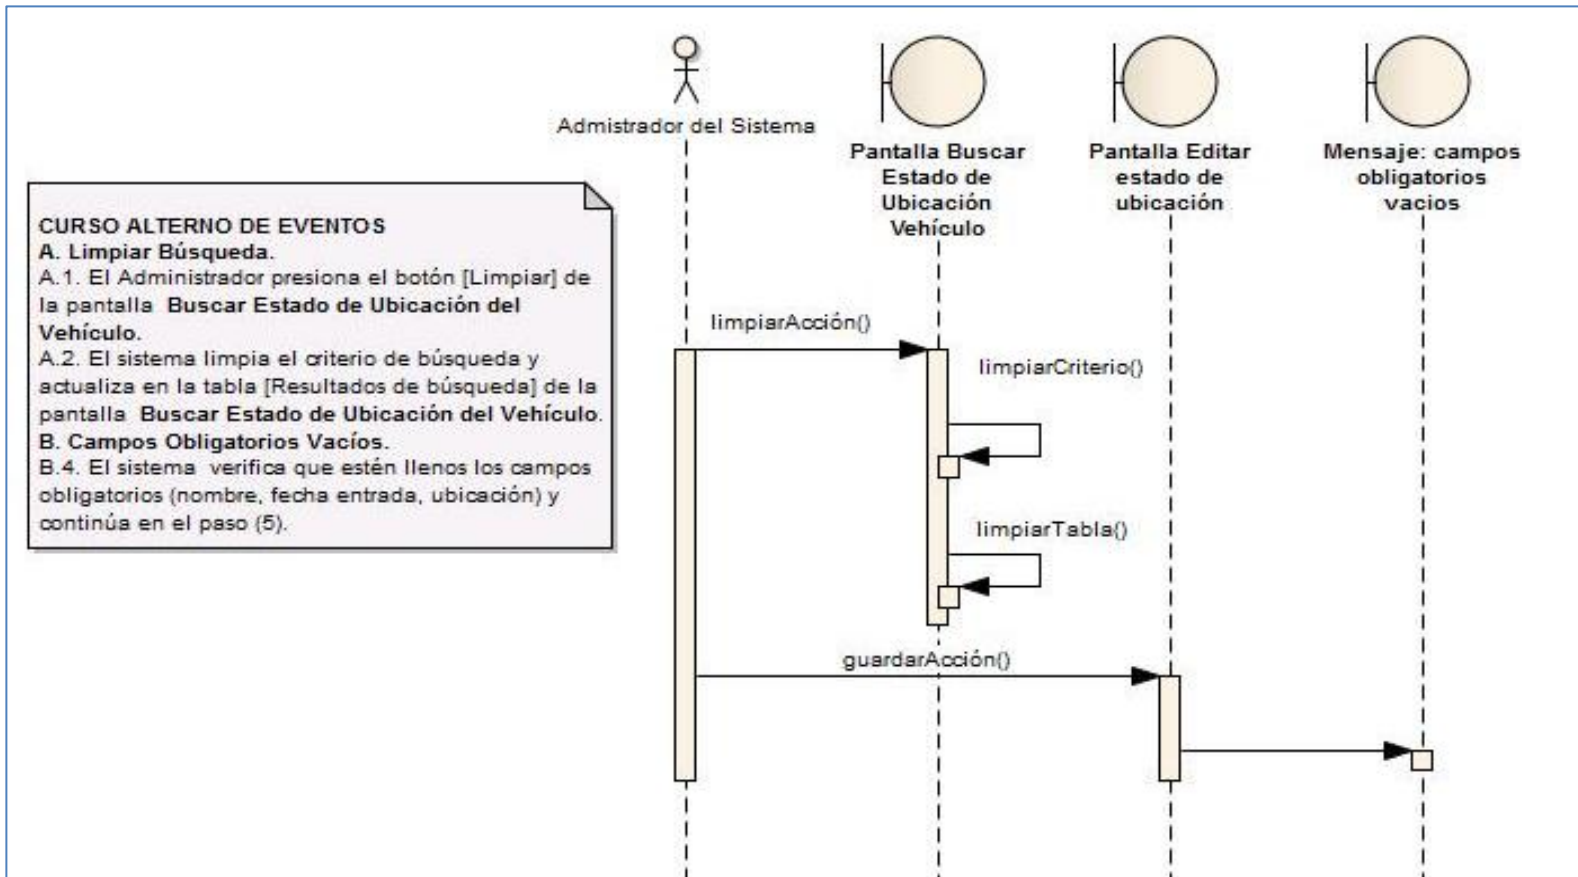 Admistrador del Sistema
Pantalla Buscar
Estado de
Ubicación
Vehículo
Pantalla Editar
estado de
ubicación
Mensaje: campos
obligatorios
vacios
CURSO ALTERNO DE EVENTOS
A. Limpiar Búsqueda.
A.1. El Administrador presiona el botón [Limpiar] de
la pantalla Buscar Estado de Ubicación del
Vehículo.
A.2. El sistema limpia el criterio de búsqueda y
actualiza en la tabla [Resultados de búsqueda] de la
pantalla Buscar Estado de Ubicación del Vehículo.
B. Campos Obligatorios Vacíos.
B.4. El sistema verifica que estén llenos los campos
obligatorios (nombre, fecha entrada, ubicación) y
continúa en el paso (5).
limpiarAcción()
limpiarCriterio()
limpiarTabla()
guardarAcción()